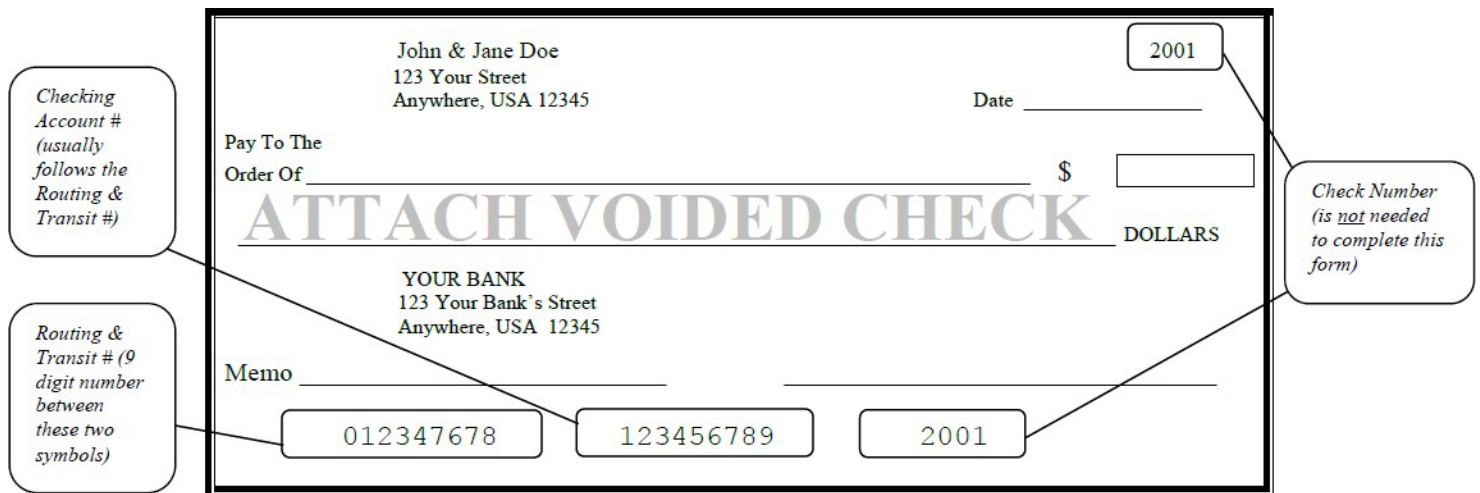 John & Jane Doe
123 Your Street
Anywhere, USA 12345
2001
Date
Checking
Account #
(usually
follows the
Routing &
Transit #)
Pay To The
Order Of
$
ATTACH VOIDED CHECK
DOLLARS
Check Number
(is not needed
to complete this
form)
YOUR BANK
123 Your Bank’s Street
Anywhere, USA 12345
Routing &
Transit # (9
digit number
between
these two
symbols)
Memo
012347678
123456789
2001